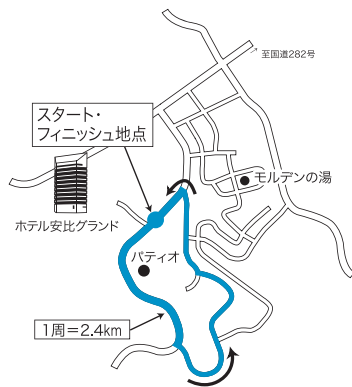 至国道282号
スタート・
フィニッシュ地点
モルデンの湯
ホテル安比グランド
パティオ
1周=2.4km